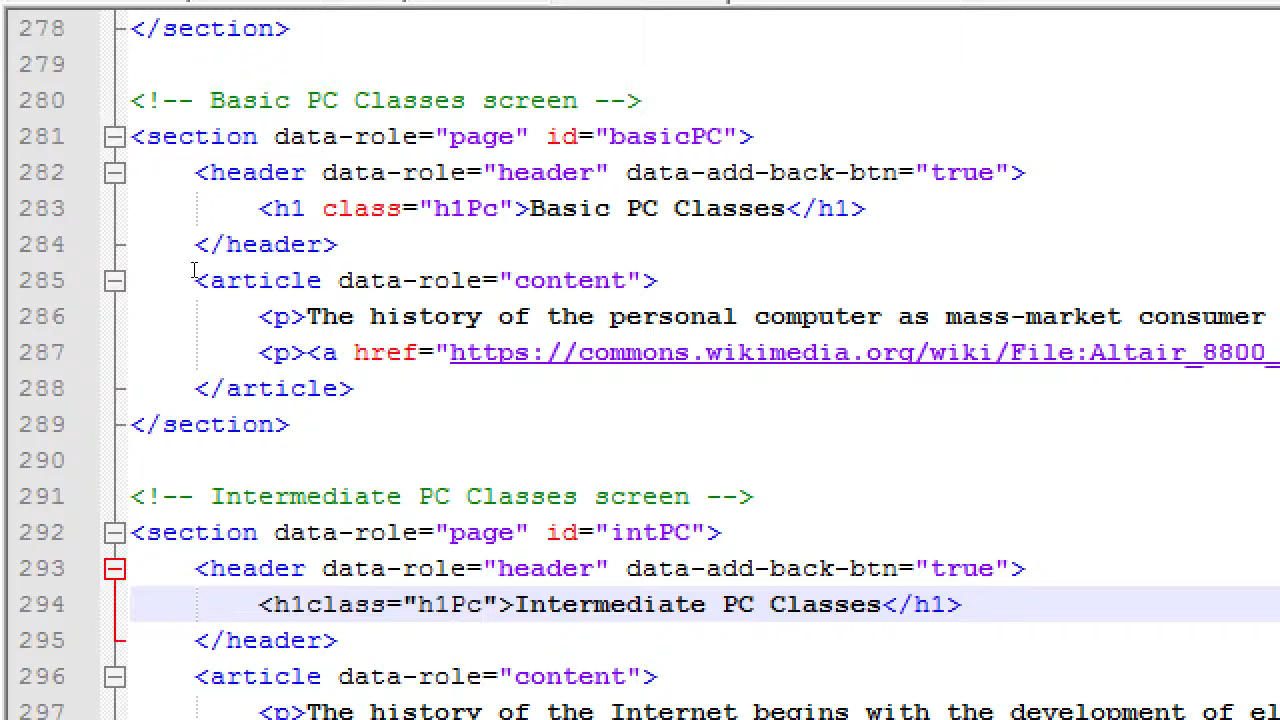 278 </section>
279
280 <!-- Basic PC Classes screen -->
281 <section data-role="page" id="basicPC">
282 <header data-role="header" data-add-back-btn="true">
283 <h1 class="h1Pc">Basic PC Classes</h1>
284 </header>
285 <article data-role="content">
286 <p>The history of the personal computer as mass-market consumer
287 <p><a href="https://commons.wikimedia.org/wiki/File:Altair_8800_
288 </article>
289 </section>
290
291 <!-- Intermediate PC Classes screen -->
292 <section data-role="page" id="intPC">
293 <header data-role="header" data-add-back-btn="true">
294 <h1class="h1Pc">Intermediate PC Classes</h1>
295 </header>
296 <article data-role="content">
297 <p>The history of the Internet begins with the development of el